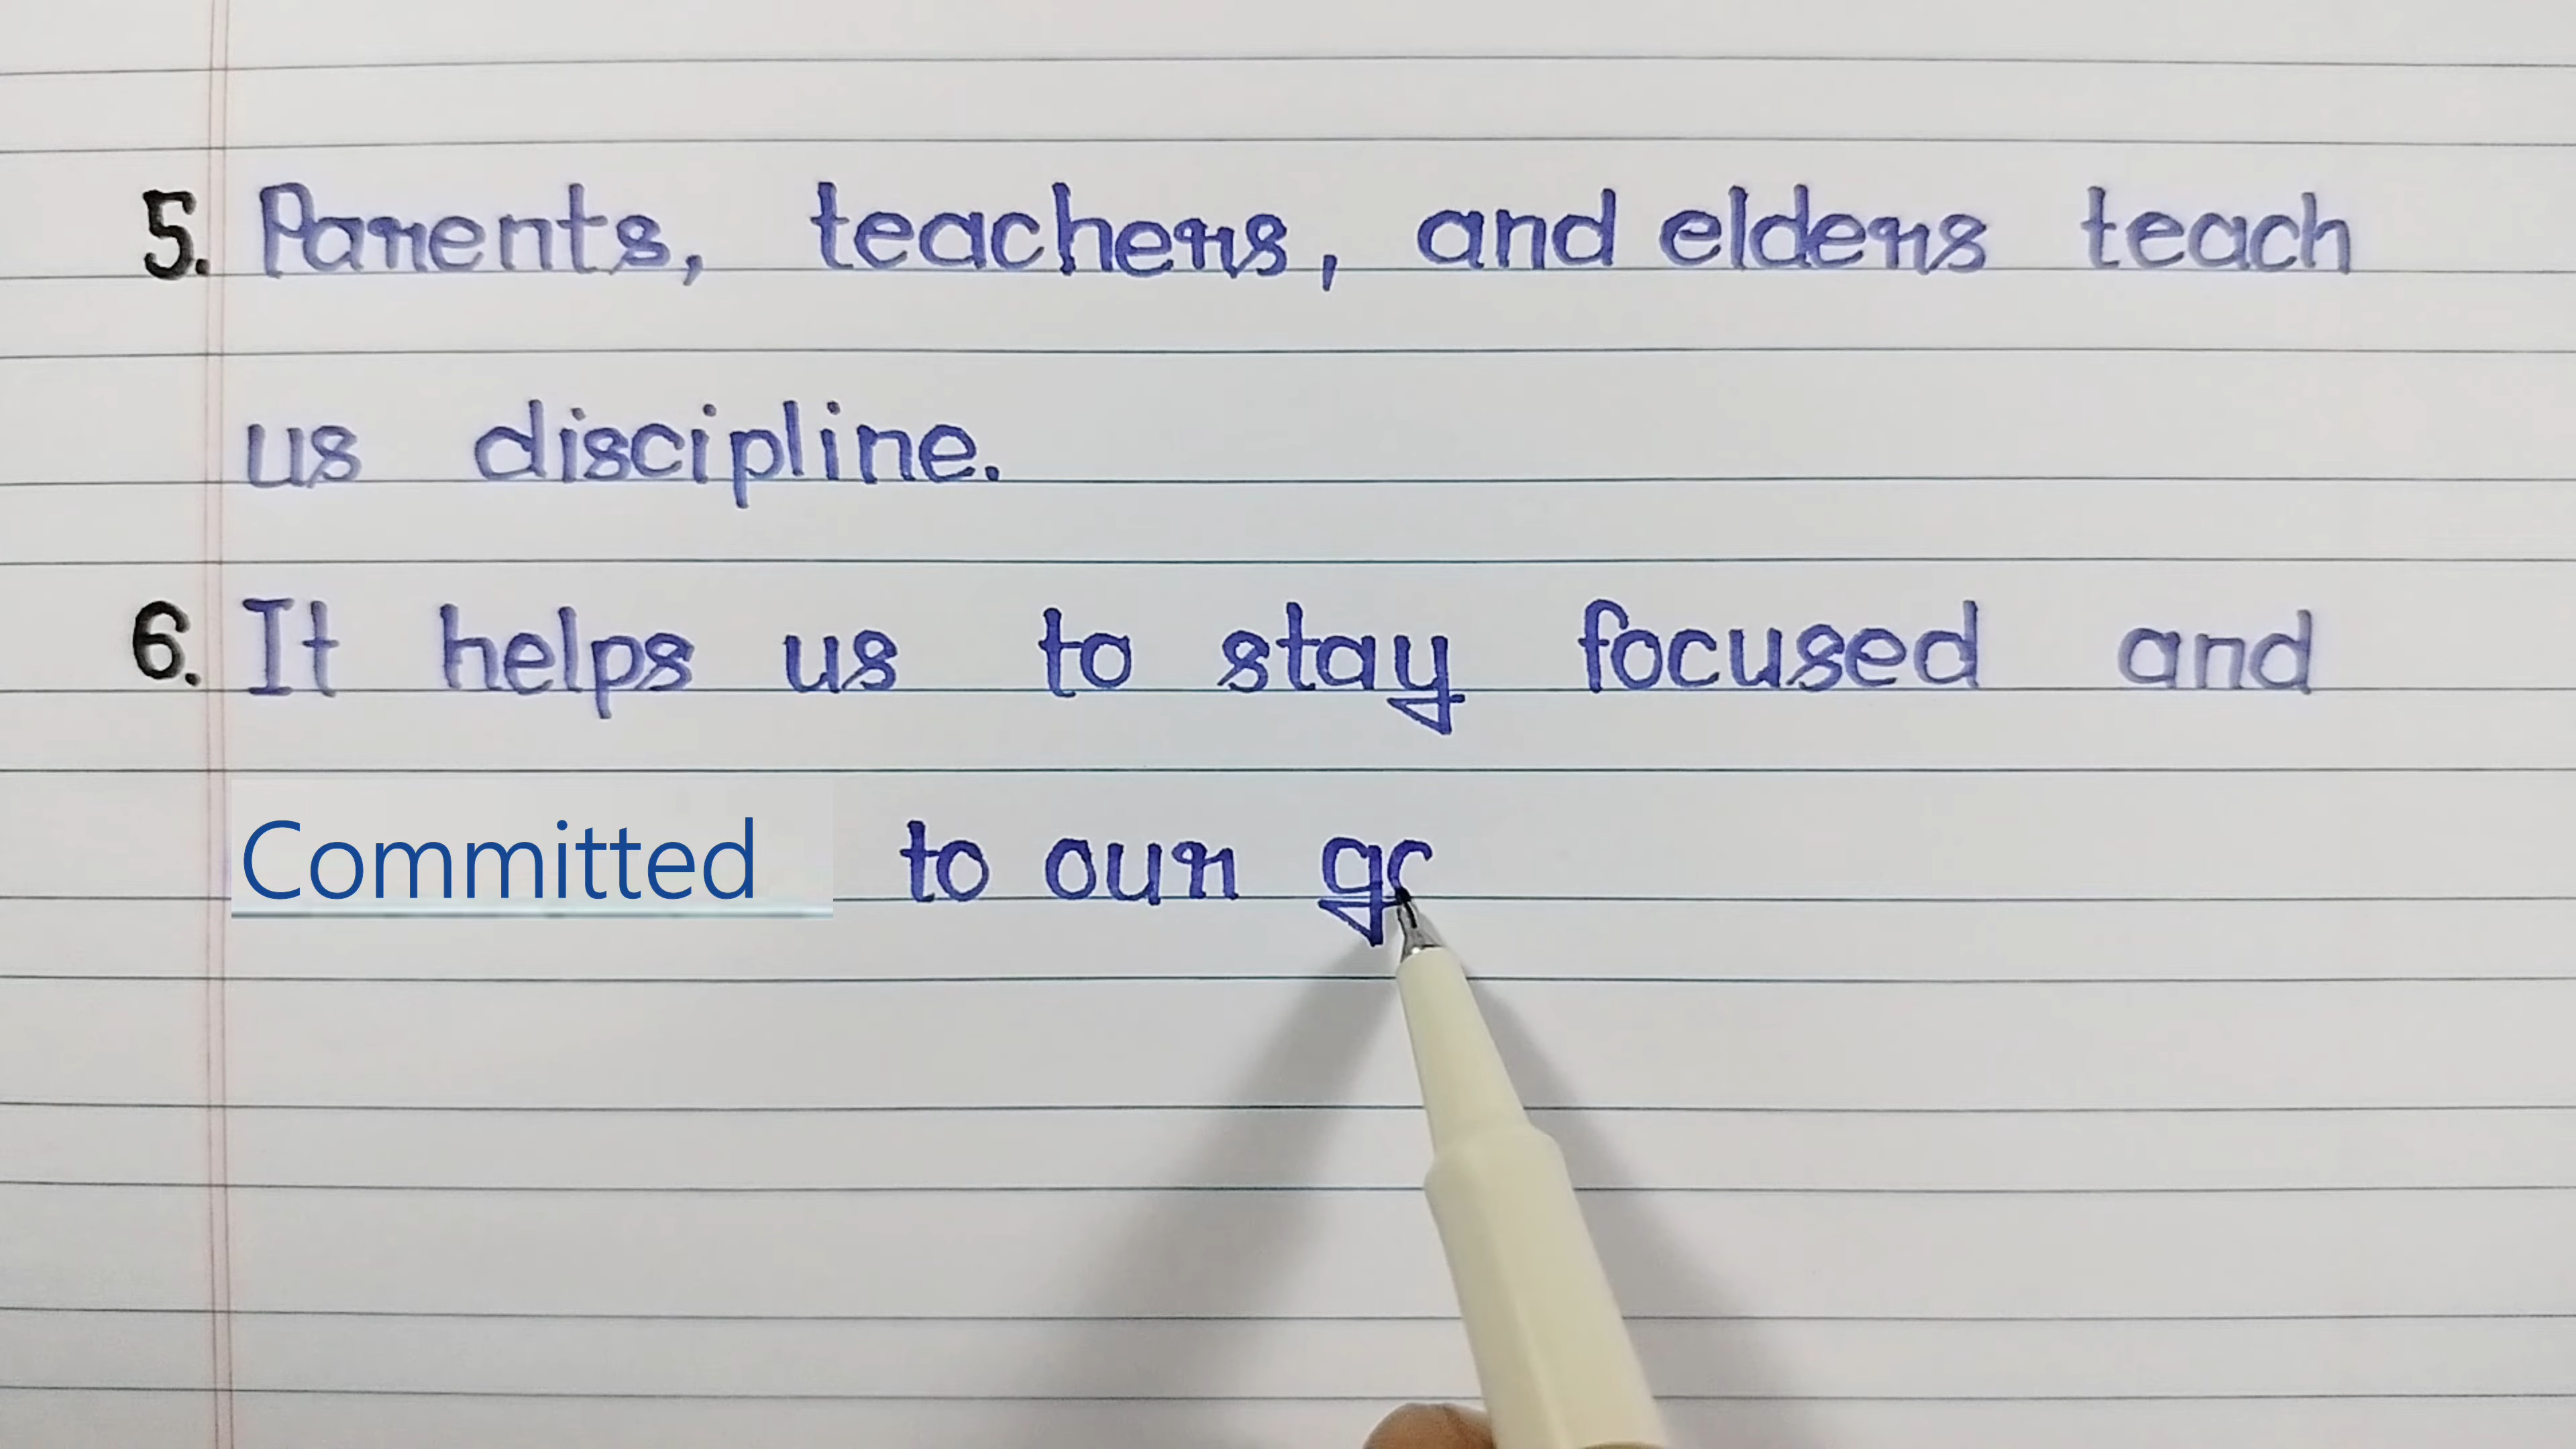 5. Parents, teachers, and elders teach
us discipline.
6. It helps us to stay focused and
Committed to our